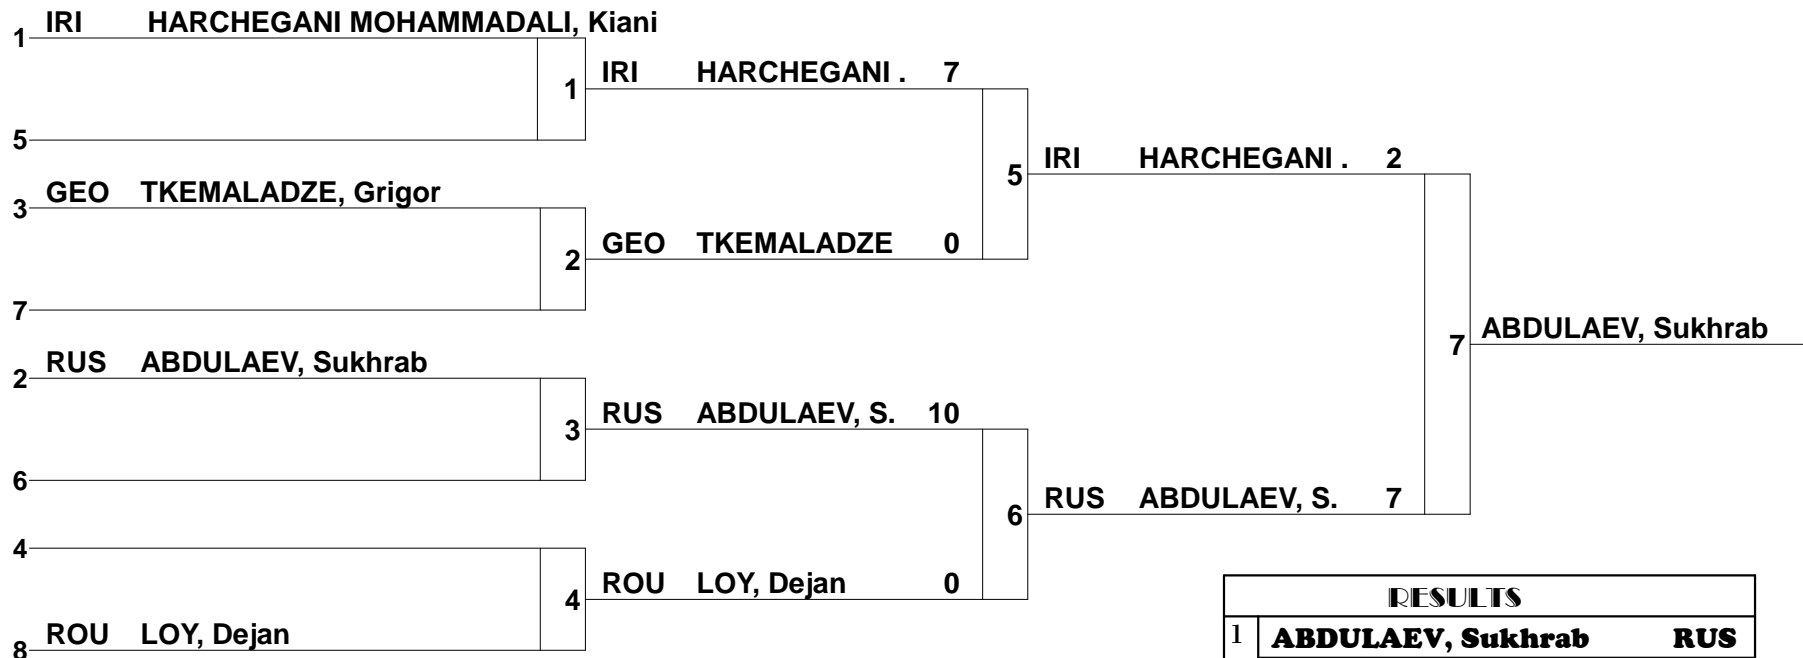 1 IRI HARCHEGANI MOHAMMADALI, Kiani
1 IRI HARCHEGANI . 7
5
5 IRI HARCHEGANI . 2
3 GEO TKEMALADZE, Grigor
2 GEO TKEMALADZE 0
7
7 ABDULAEV, Sukhrab
2 RUS ABDULAEV, Sukhrab
3 RUS ABDULAEV, S. 10
6
6 RUS ABDULAEV, S. 7
4
4 ROU LOY, Dejan 0
8 ROU LOY, Dejan
RESULTS
1 ABDULAEV, Sukhrab RUS